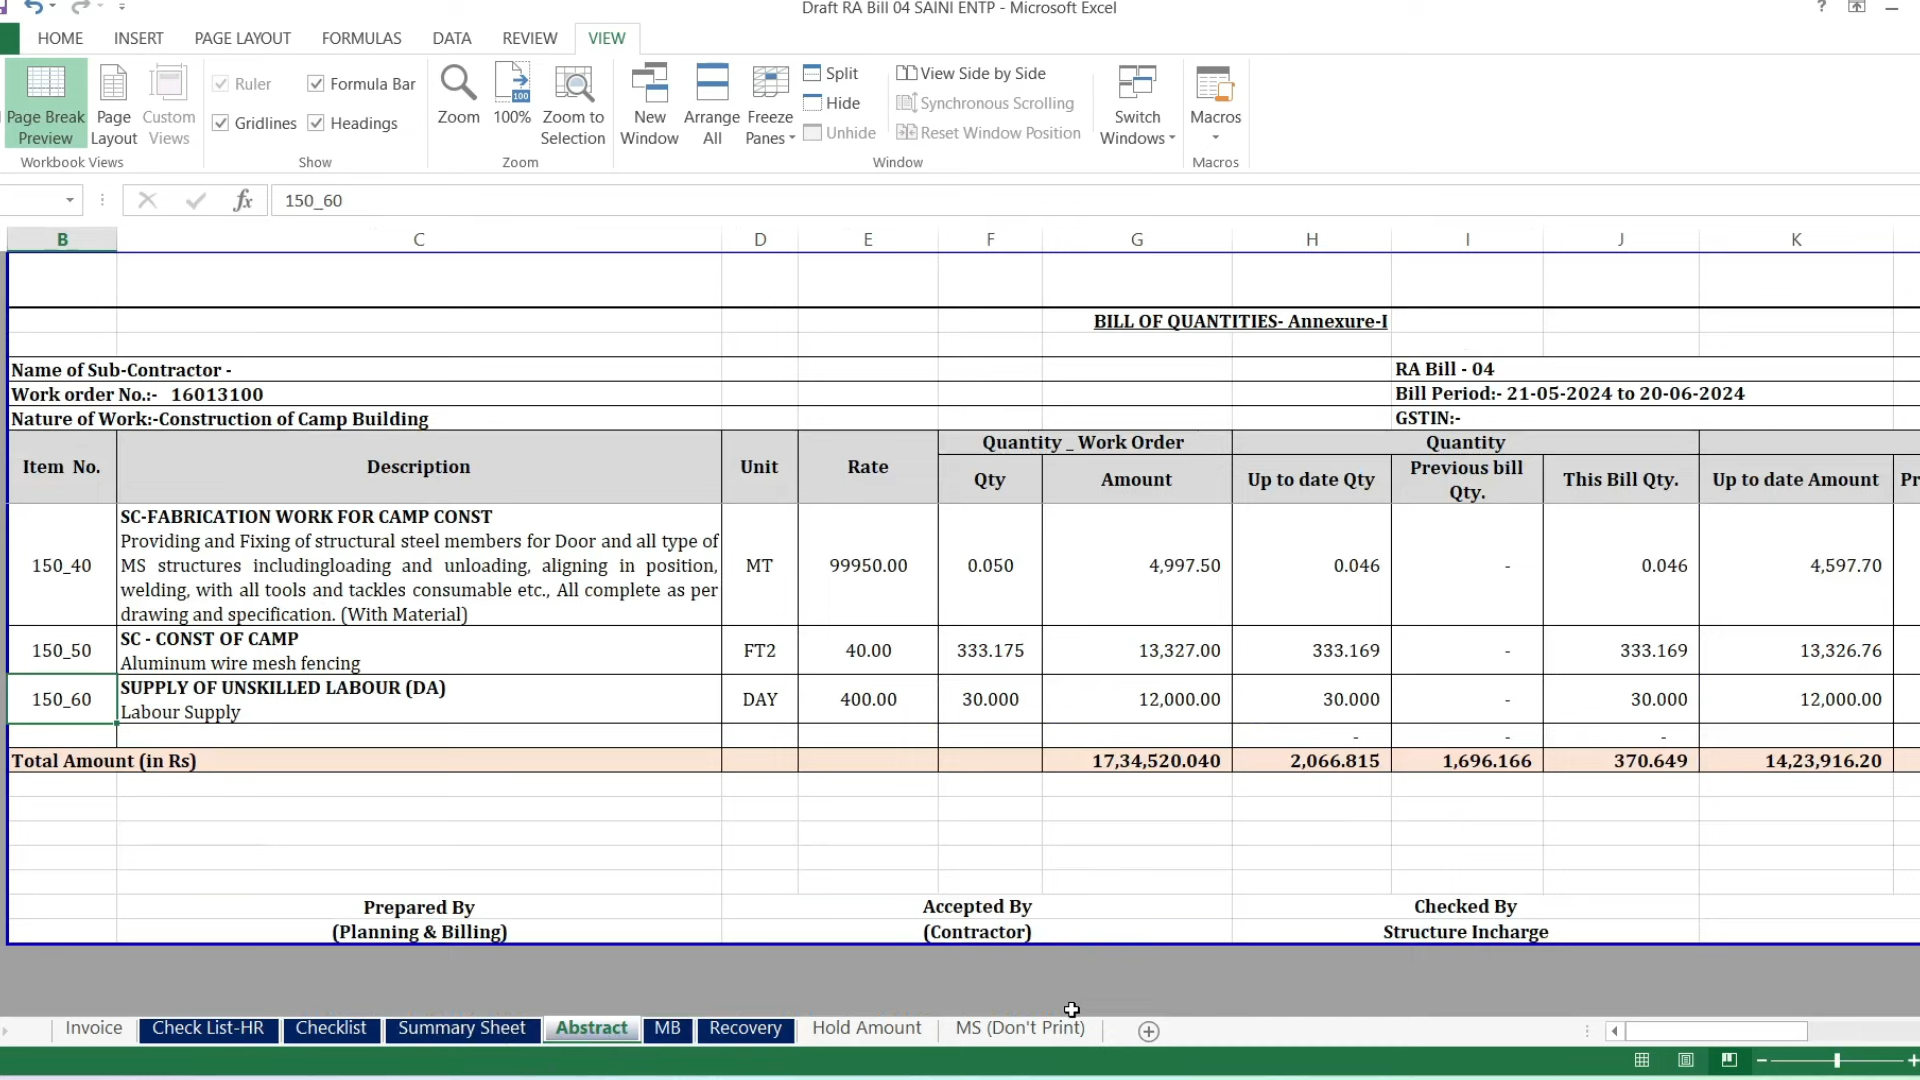 Draft RA Bill 04 SAINI ENTP - Microsoft Excel
HOME INSERT PAGE LAYOUT FORMULAS DATA REVIEW VIEW
Page Break Preview
Page Layout
Custom Views
Workbook Views
Ruler
Formula Bar
Gridlines
Headings
Show
Zoom
100%
Zoom to Selection
Zoom
New Window
Arrange All
Freeze Panes
Split
Hide
Unhide
View Side by Side
Synchronous Scrolling
Reset Window Position
Window
Switch Windows
Macros
Macros
fx 150_60
B C D E F G H I J K
BILL OF QUANTITIES- Annexure-I
Name of Sub-Contractor - RA Bill - 04
Work order No.:- 16013100 Bill Period:- 21-05-2024 to 20-06-2024
Nature of Work:-Construction of Camp Building GSTIN:-
Item No. Description Unit Rate Quantity _ Work Order Quantity
Qty Amount Up to date Qty Previous bill Qty. This Bill Qty. Up to date Amount Pr
SC-FABRICATION WORK FOR CAMP CONST
Providing and Fixing of structural steel members for Door and all type of
150_40 MS structures includingloading and unloading, aligning in position, MT 99950.00 0.050 4,997.50 0.046 - 0.046 4,597.70
welding, with all tools and tackles consumable etc., All complete as per
drawing and specification. (With Material)
SC - CONST OF CAMP
150_50 Aluminum wire mesh fencing FT2 40.00 333.175 13,327.00 333.169 - 333.169 13,326.76
SUPPLY OF UNSKILLED LABOUR (DA)
150_60 Labour Supply DAY 400.00 30.000 12,000.00 30.000 - 30.000 12,000.00
- - -
Total Amount (in Rs) 17,34,520.040 2,066.815 1,696.166 370.649 14,23,916.20
Prepared By Accepted By Checked By
(Planning & Billing) (Contractor) Structure Incharge
Invoice Check List-HR Checklist Summary Sheet Abstract MB Recovery Hold Amount MS (Don't Print)